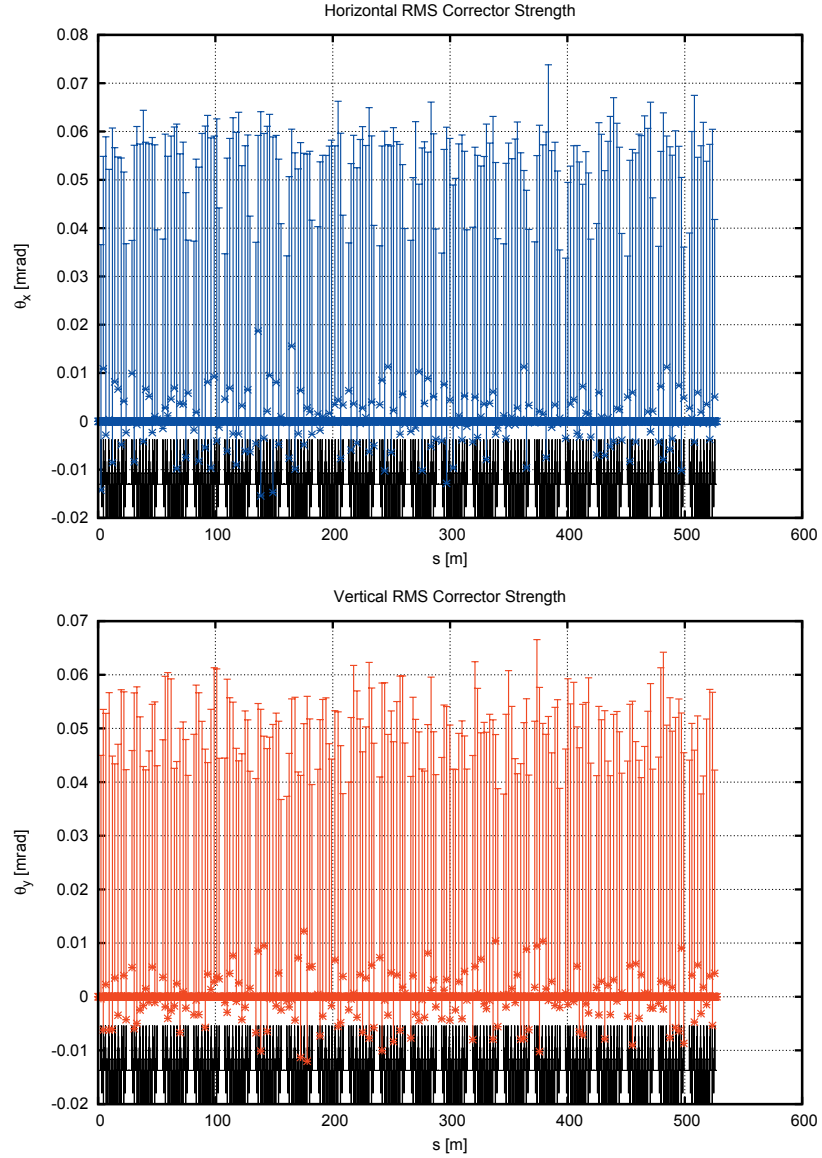 Horizontal RMS Corrector Strength
0.08
0.07
0.06
0.05
0.04
0.03
0.02
0.01
0
-0.01
-0.02
θx [mrad]
0 100 200 300 400 500 600
s [m]
Vertical RMS Corrector Strength
0.07
0.06
0.05
0.04
0.03
0.02
0.01
0
-0.01
-0.02
θy [mrad]
0 100 200 300 400 500 600
s [m]